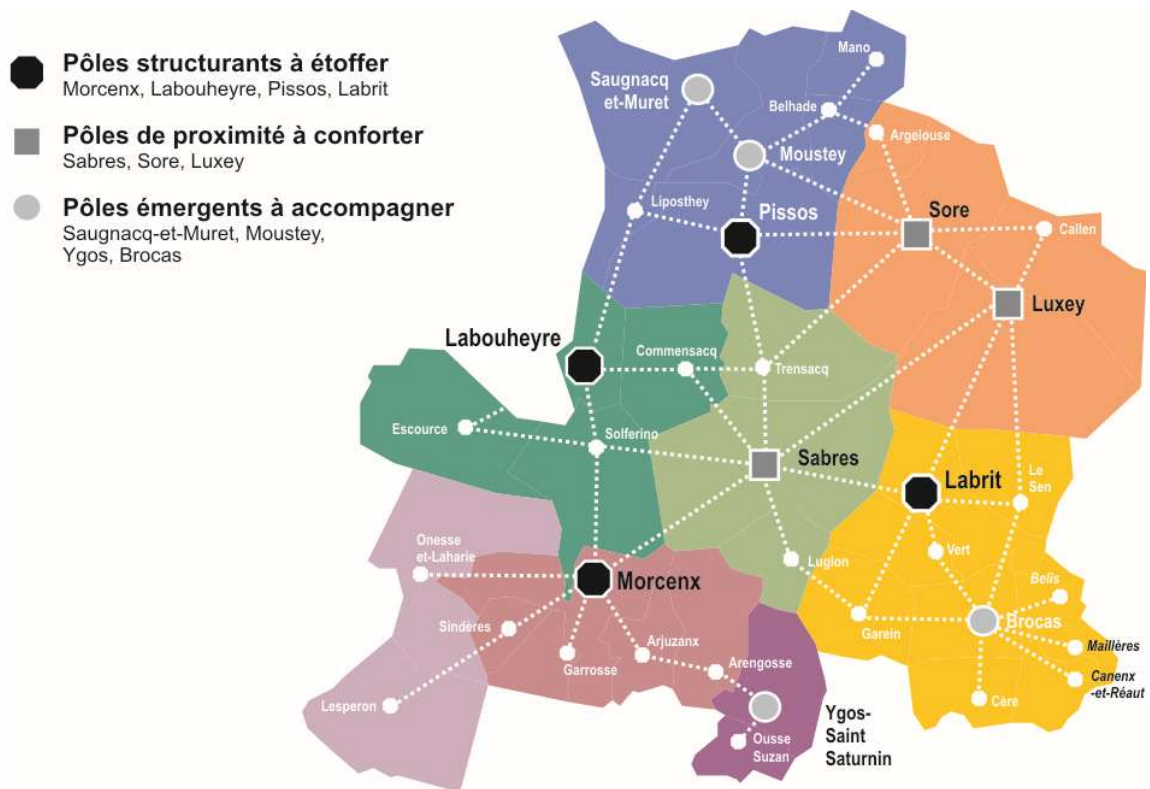 Pôles structurants à étoffer
Morcenx, Labouheyre, Pissos, Labrit
Pôles de proximité à conforter
Sabres, Sore, Luxey
Pôles émergents à accompagner
Saugnacq-et-Muret, Moustey,
Ygos, Brocas
Mano
Saugnacq
et-Muret
Belhade
Argelouse
Moustey
Liposthey
Pissos
Sore
Callen
Luxey
Labouheyre
Commensacq
Trensacq
Escource
Solferino
Sabres
Labrit
Le
Sen
Onesse
et-Laharie
Morcenx
Luglon
Vert
Belis
Sindères
Garein
Brocas
Maillères
Garrosse
Arjuzanx
Arengosse
Canenx
-et-Réaut
Lesperon
Cère
Ygos-
Saint
Saturnin
Ousse
Suzan